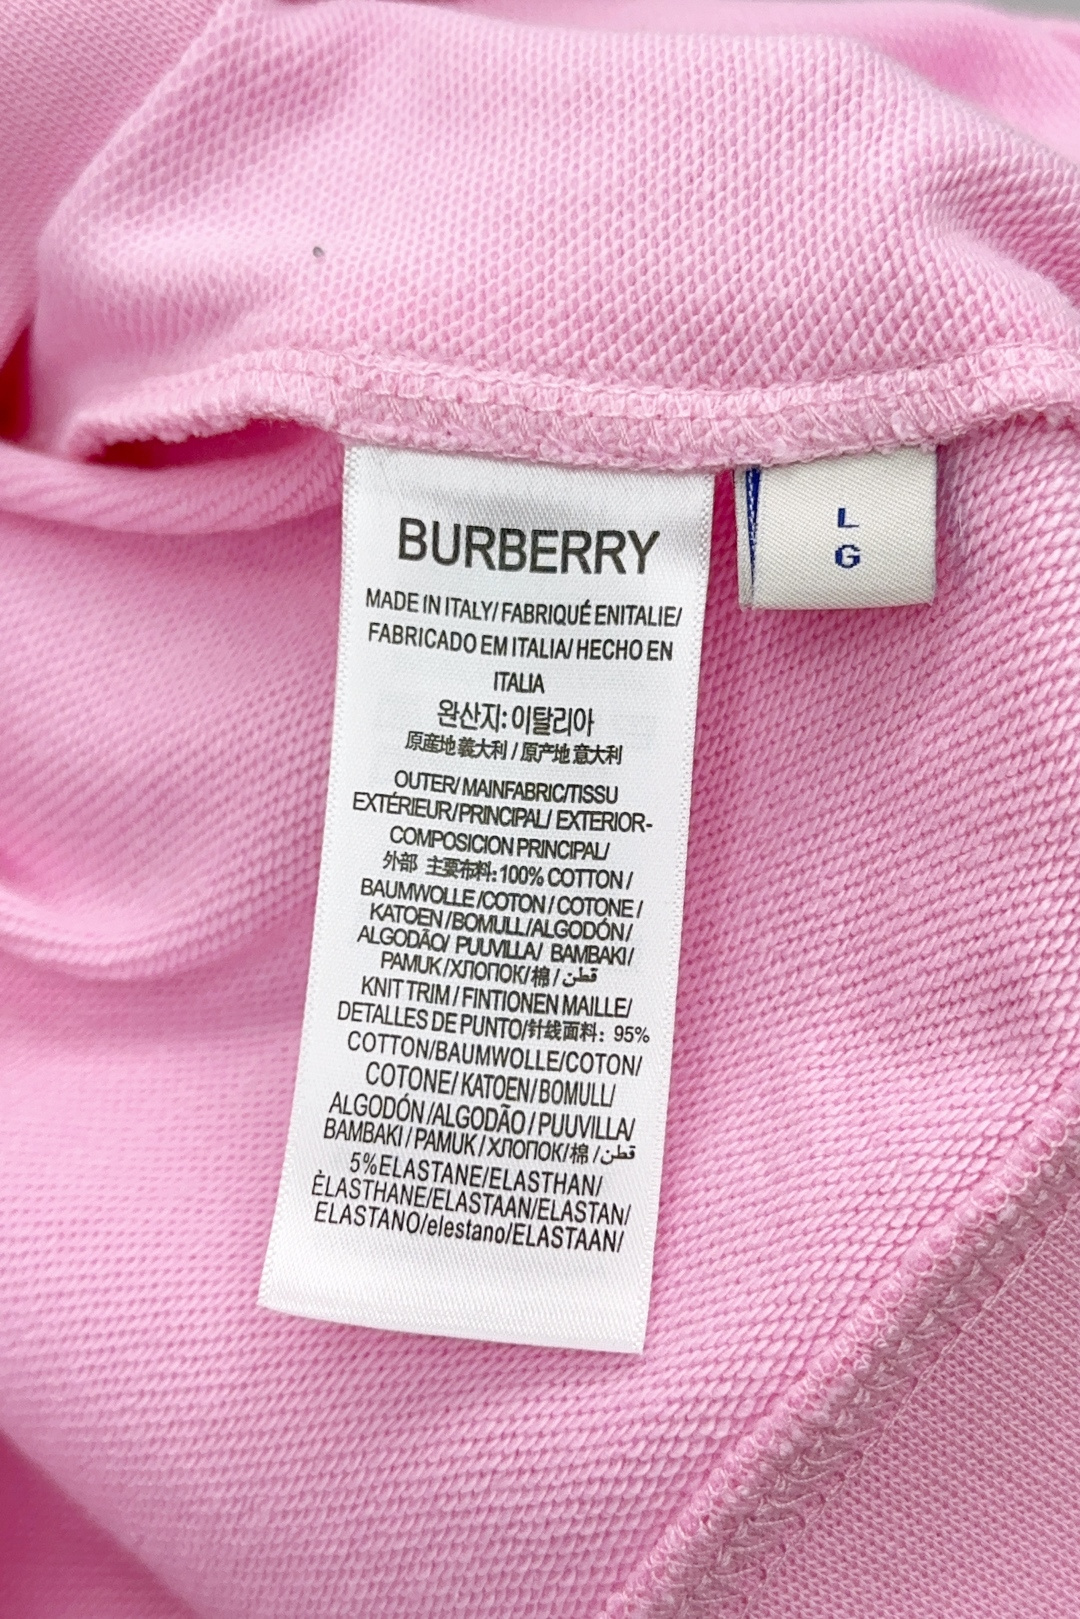 BURBERRY
MADE IN ITALY/ FABRIQUÉ ENITALIE/
FABRICADO EM ITALIA/ HECHO EN
ITALIA
완산지: 이탈리아
原産地義大利 / 原产地意大利
OUTER/ MAINFABRIC/TISSU
EXTÉRIEUR/PRINCIPAL/ EXTERIOR-
COMPOSICION PRINCIPAL/
外部 主要布料:100% COTTON /
BAUMWOLLE /COTON / COTONE /
KATOEN / BOMULL/ALGODÓN /
ALGODÃO/ PUUVILLA/ BAMBAKI/
PAMUK /ХЛОПОК/棉 / قطن
KNIT TRIM / FINTIONEN MAILLE/
DETALLES DE PUNTO/针线面料: 95%
COTTON/BAUMWOLLE/COTON/
COTONE/ KATOEN/ BOMULL/
ALGODÓN /ALGODÃO / PUUVILLA/
BAMBAKI / PAMUK / ХЛОПОК/棉 / قطن
5%ELASTANE/ELASTHAN/
ÈLASTHANE/ELASTAAN/ELASTAN/
ELASTANO/elestano/ELASTAAN/
L
G